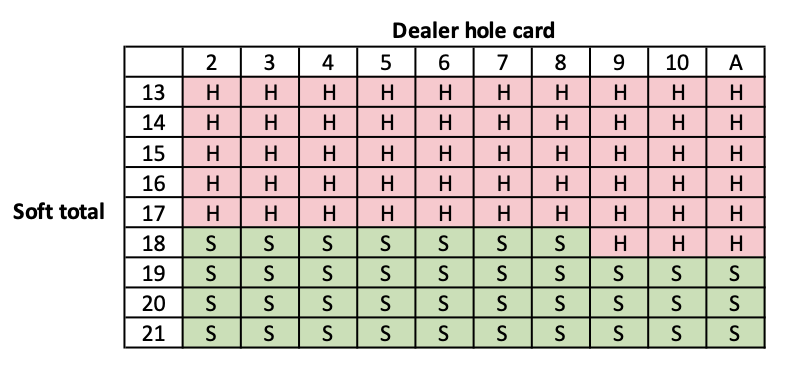 Dealer hole card
2 3 4 5 6 7 8 9 10 A
13 H H H H H H H H H H
14 H H H H H H H H H H
15 H H H H H H H H H H
16 H H H H H H H H H H
Soft total 17 H H H H H H H H H H
18 S S S S S S S H H H
19 S S S S S S S S S S
20 S S S S S S S S S S
21 S S S S S S S S S S